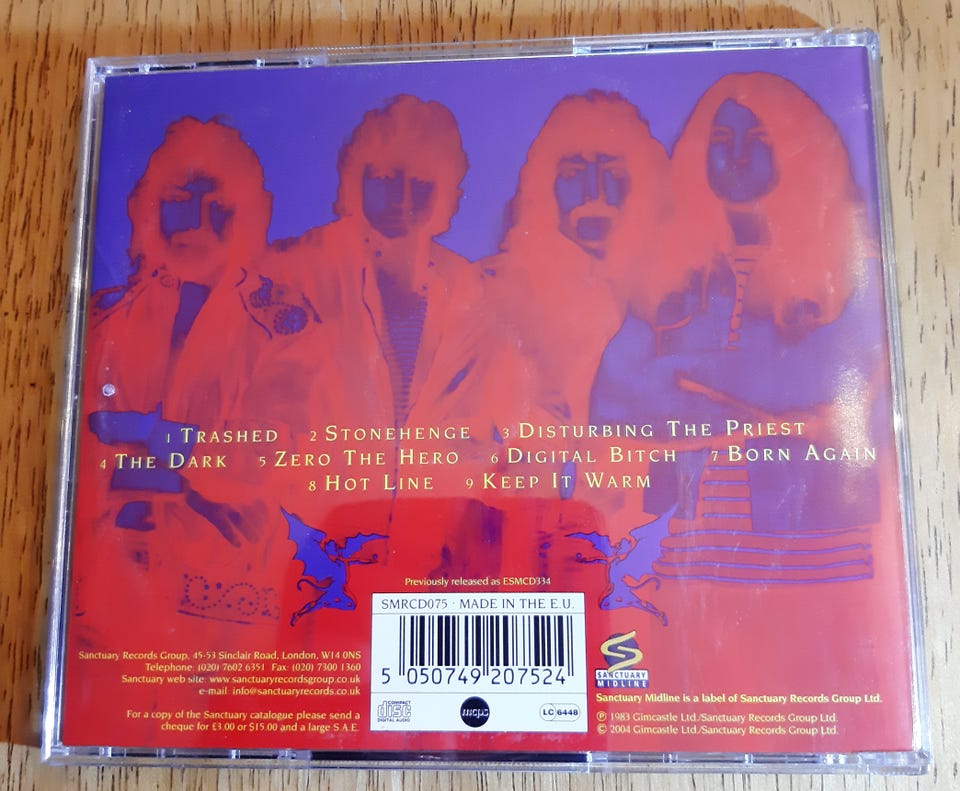 1 TRASHED 2 STONEHENGE 3 DISTURBING THE PRIEST
4 THE DARK 5 ZERO THE HERO 6 DIGITAL BITCH 7 BORN AGAIN
8 HOT LINE 9 KEEP IT WARM
Previously released as ESMCD334
SMRCD075 · MADE IN THE E.U.
5 050749 207524
COMPACT
disc
DIGITAL AUDIO
mcps
LC 6448
Sanctuary Records Group, 45-53 Sinclair Road, London, W14 0NS
Telephone: (020) 7602 6351 Fax: (020) 7300 1360
Sanctuary web site: www.sanctuaryrecordsgroup.co.uk
e-mail: info@sanctuaryrecords.co.uk
For a copy of the Sanctuary catalogue please send a
cheque for £3.00 or $15.00 and a large S.A.E.
SANCTUARY
MIDLINE
Sanctuary Midline is a label of Sanctuary Records Group Ltd.
℗ 1983 Gimcastle Ltd./Sanctuary Records Group Ltd.
© 2004 Gimcastle Ltd./Sanctuary Records Group Ltd.